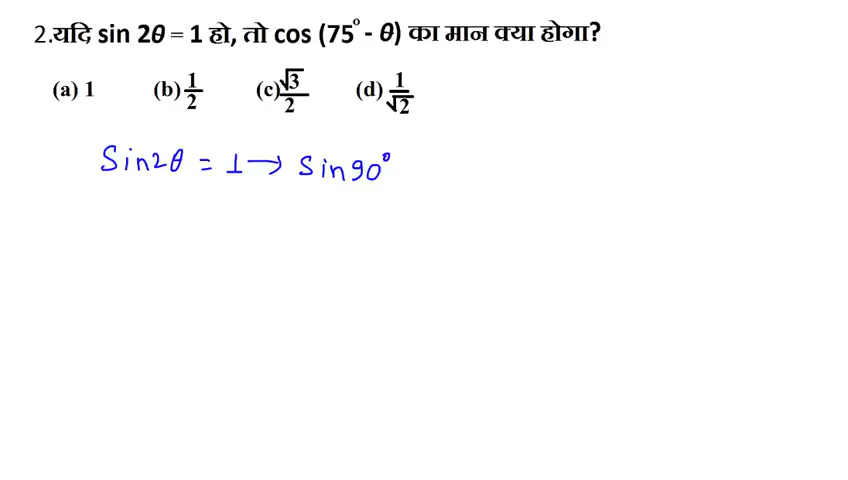 2.यदि sin 2θ = 1 हो, तो cos (75° - θ) का मान क्या होगा?
(a) 1 (b) 1/2 (c) √3/2 (d) 1/√2
Sin2θ = 1 → Sin90°